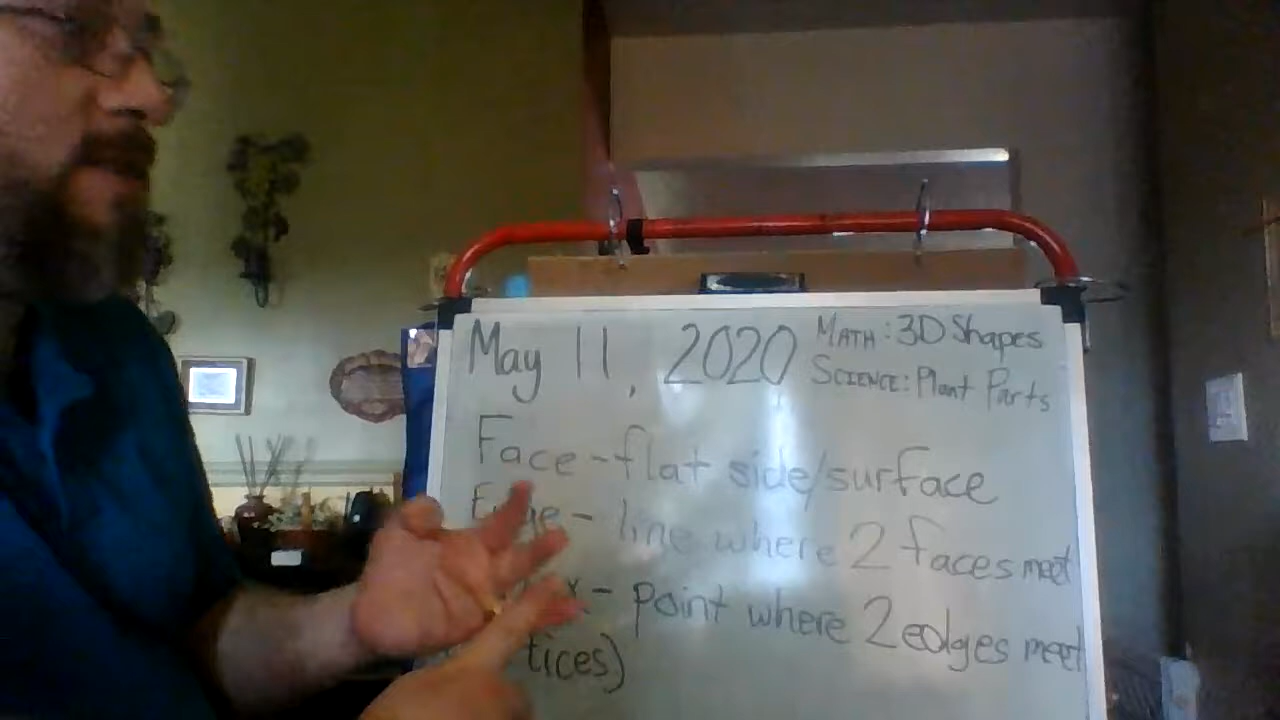 May 11, 2020
MATH: 3D Shapes
SCIENCE: Plant Parts
Face - flat side/surface
- line where 2 faces meet
x - point where 2 edges meet
tices)